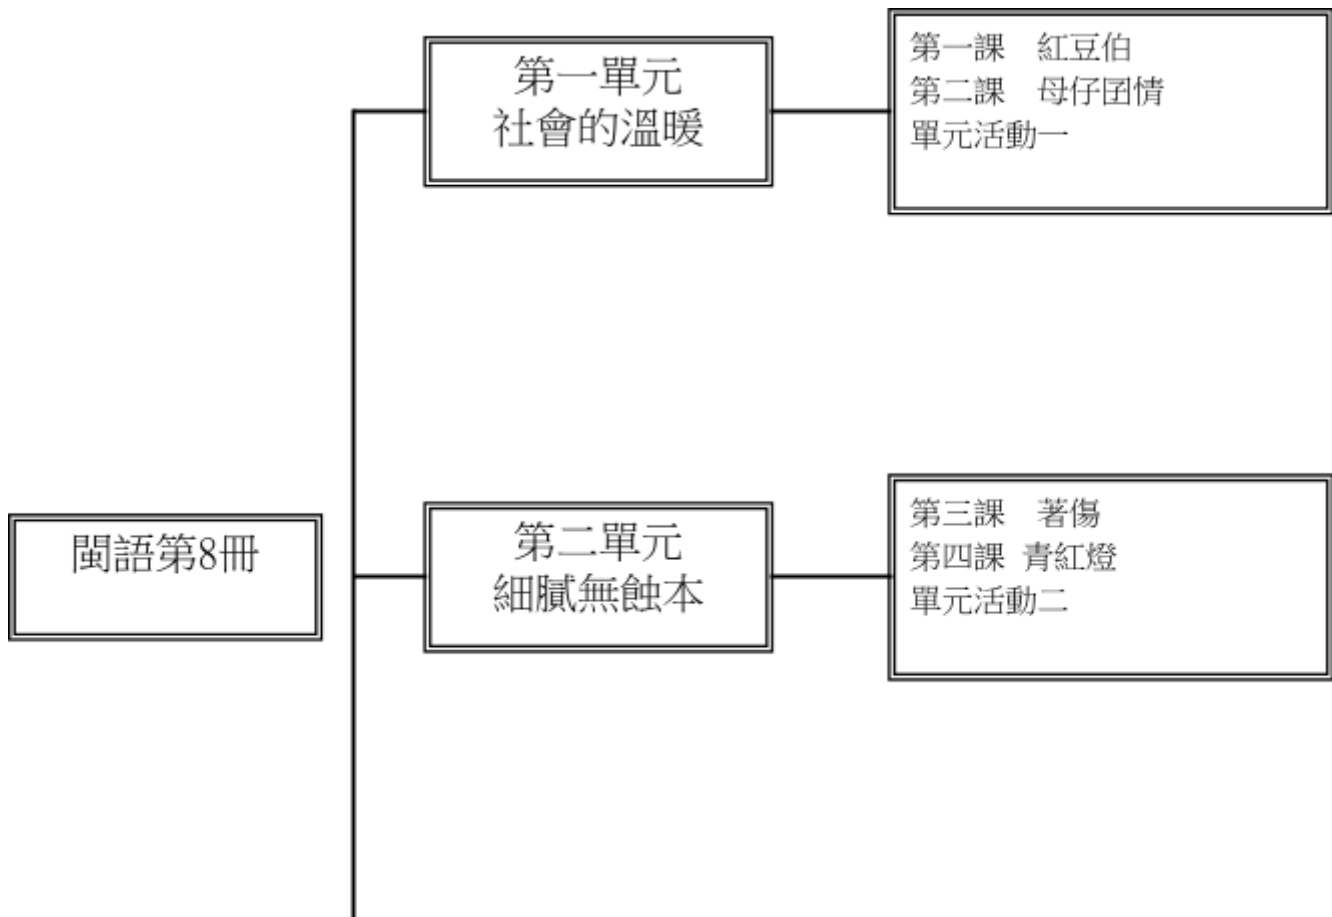 閩語第8冊
第一單元
社會的溫暖
第一課　紅豆伯
第二課　母仔囝情
單元活動一
第二單元
細膩無蝕本
第三課　著傷
第四課 青紅燈
單元活動二